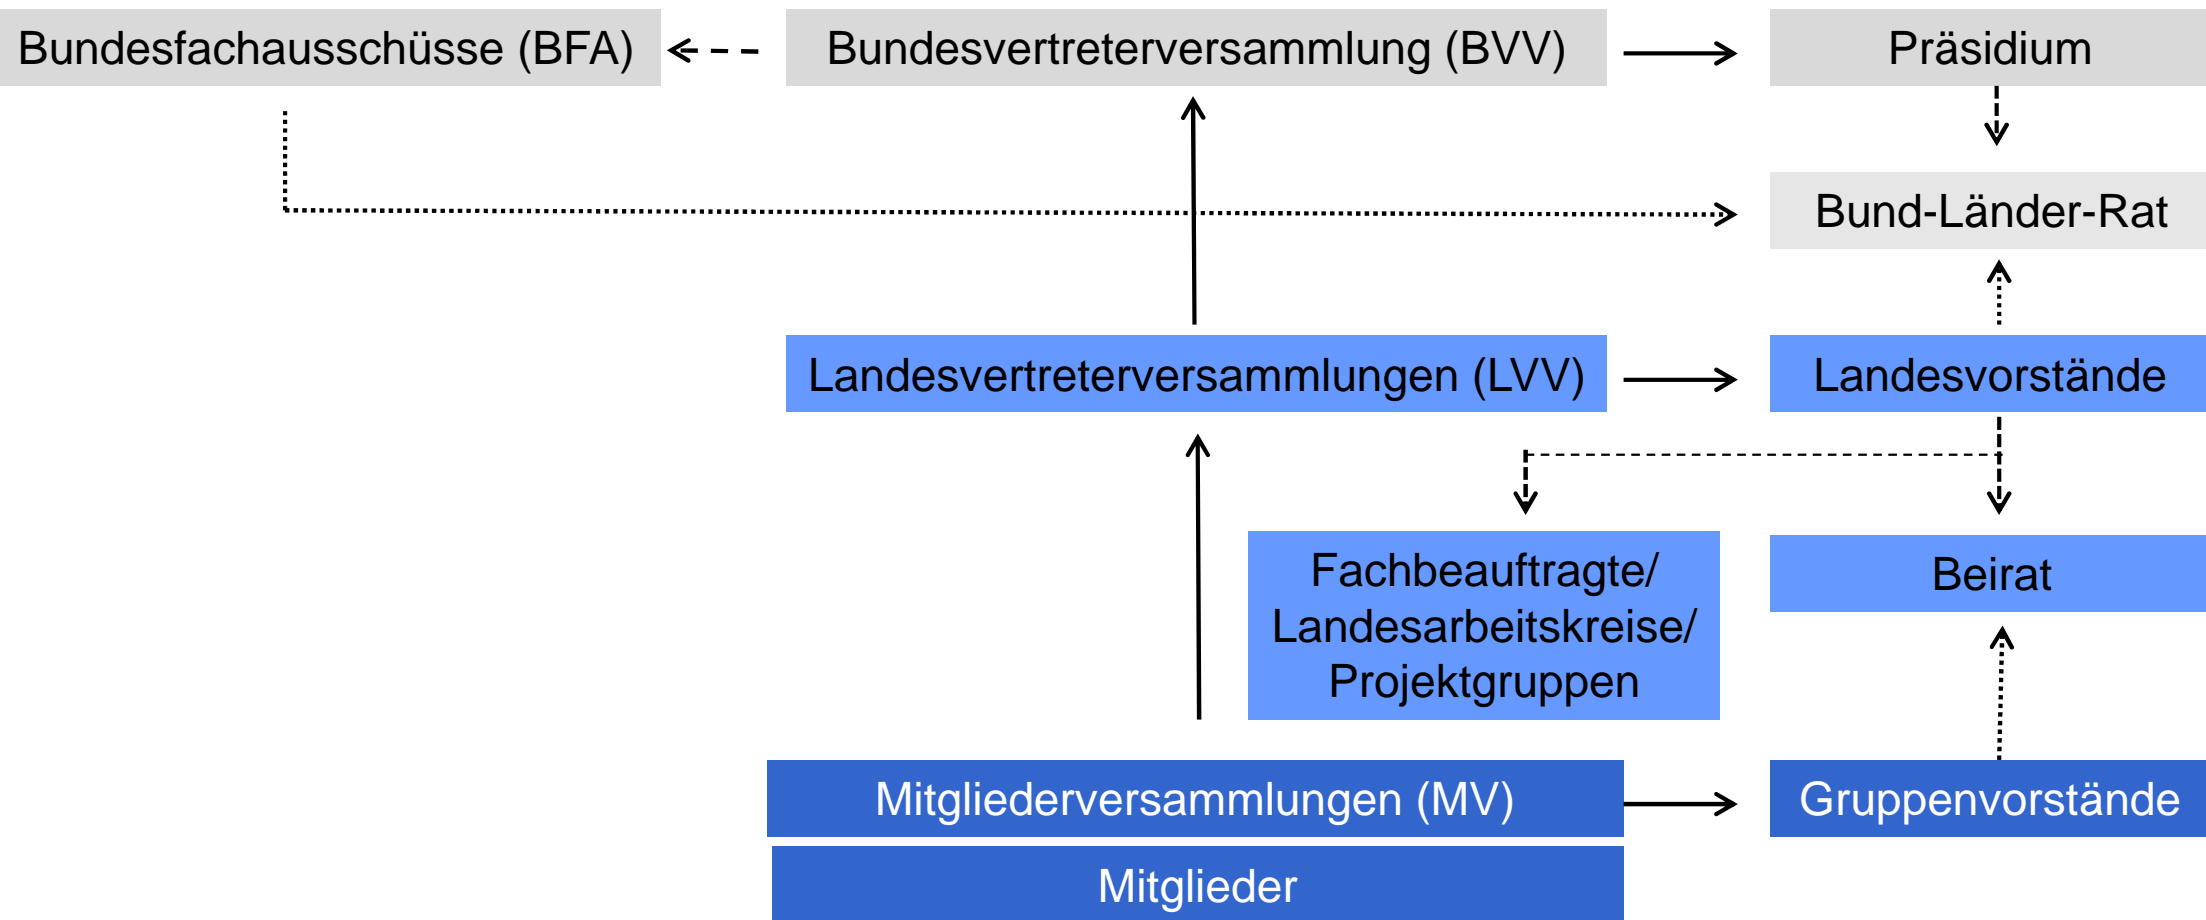 Bundesfachausschüsse (BFA)
Bundesvertreterversammlung (BVV)
Präsidium
Bund-Länder-Rat
Landesvertreterversammlungen (LVV)
Landesvorstände
Fachbeauftragte/
Landesarbeitskreise/
Projektgruppen
Beirat
Mitgliederversammlungen (MV)
Gruppenvorstände
Mitglieder